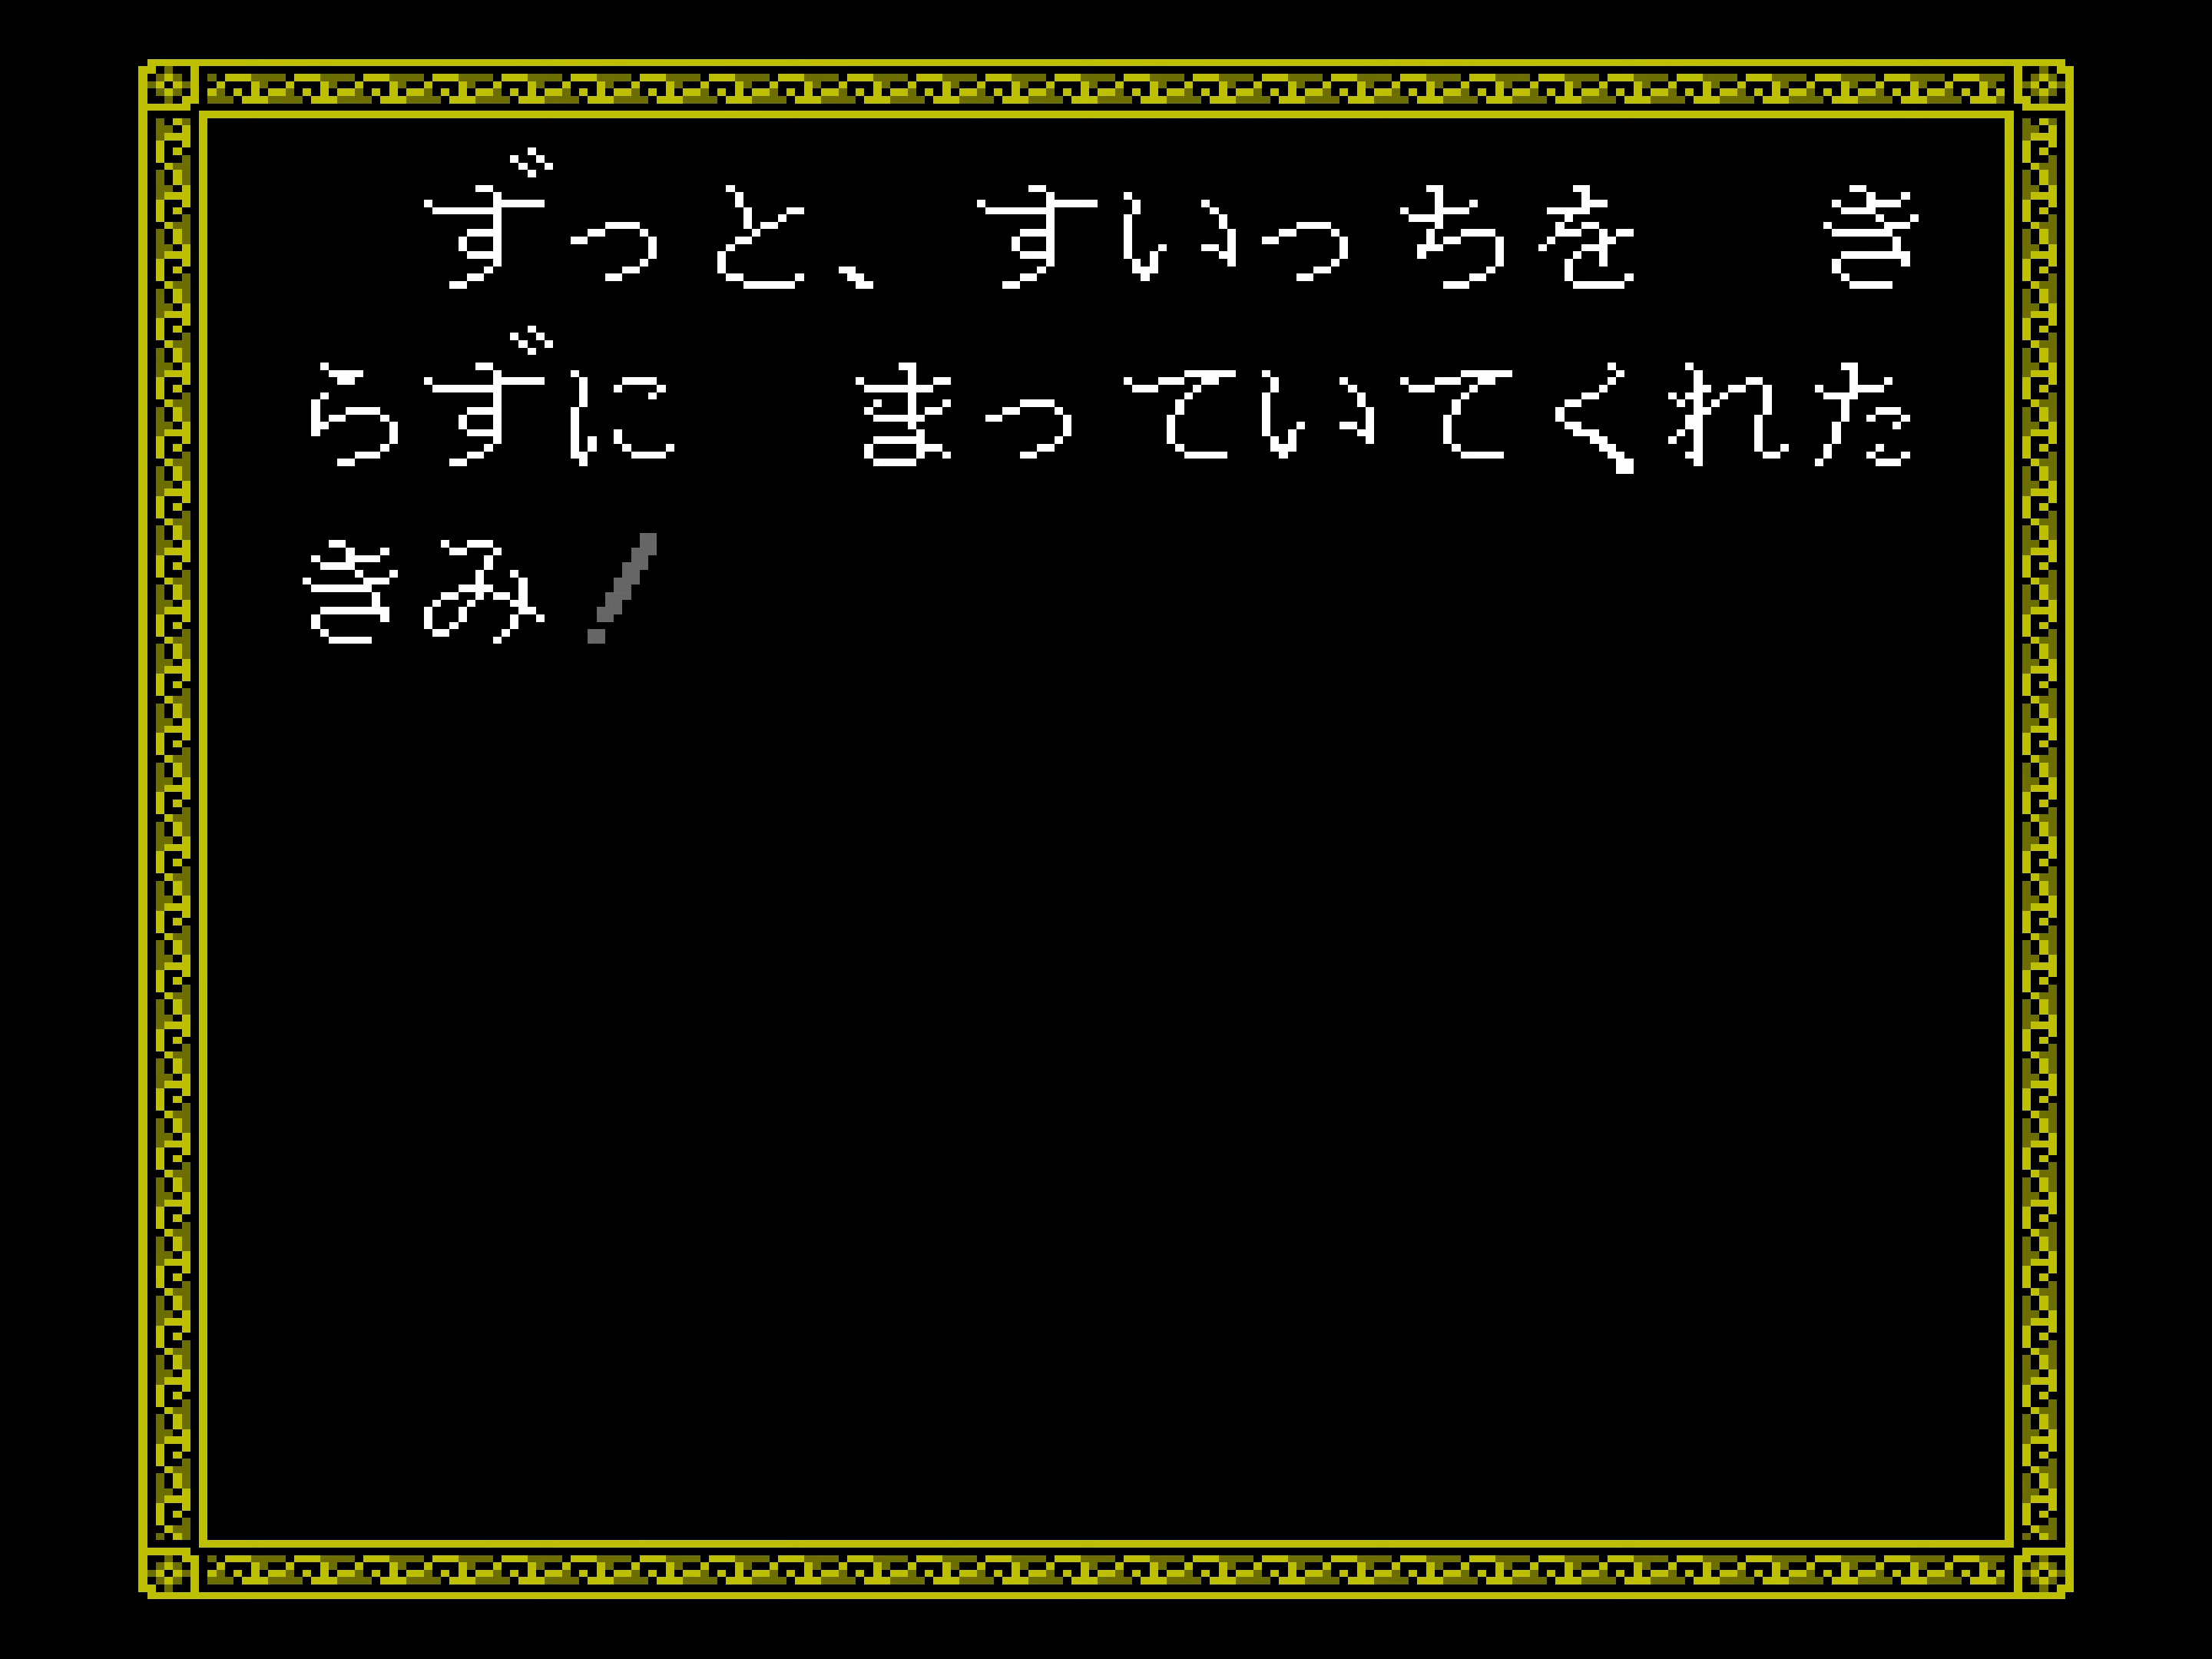 ずっと、すいっちを　き
らずに　まっていてくれた
きみ！